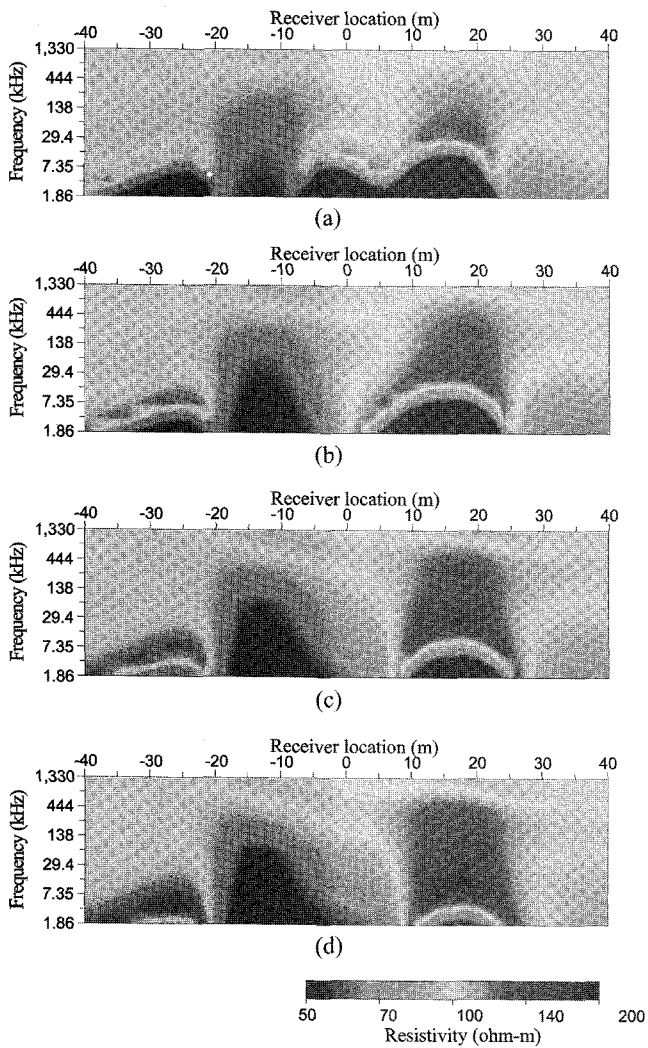 Receiver location (m)
-40 -30 -20 -10 0 10 20 30 40
Frequency (kHz)
1,330
444
138
29.4
7.35
1.86
(a)
Receiver location (m)
-40 -30 -20 -10 0 10 20 30 40
Frequency (kHz)
1,330
444
138
29.4
7.35
1.86
(b)
Receiver location (m)
-40 -30 -20 -10 0 10 20 30 40
Frequency (kHz)
1,330
444
138
29.4
7.35
1.86
(c)
Receiver location (m)
-40 -30 -20 -10 0 10 20 30 40
Frequency (kHz)
1,330
444
138
29.4
7.35
1.86
(d)
50 70 100 140 200
Resistivity (ohm-m)